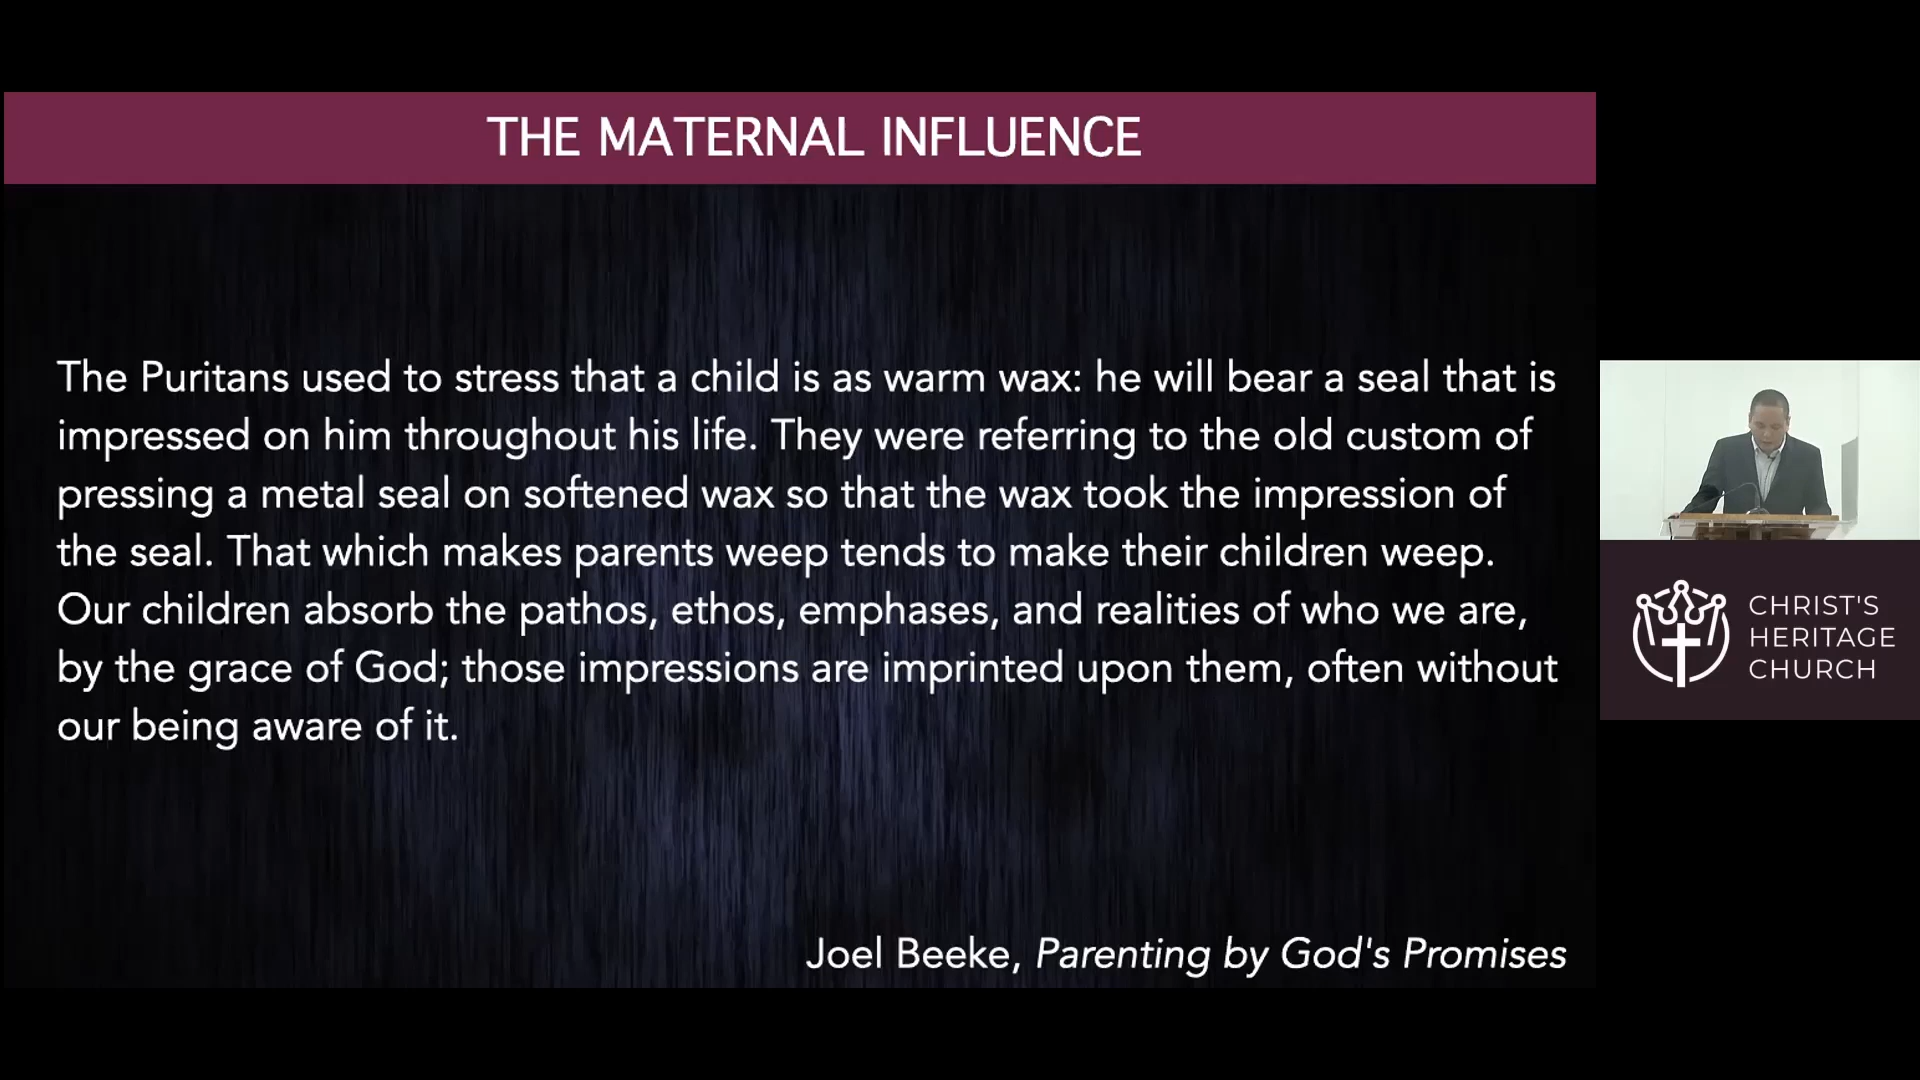 THE MATERNAL INFLUENCE
The Puritans used to stress that a child is as warm wax: he will bear a seal that is
impressed on him throughout his life. They were referring to the old custom of
pressing a metal seal on softened wax so that the wax took the impression of
the seal. That which makes parents weep tends to make their children weep.
Our children absorb the pathos, ethos, emphases, and realities of who we are,
by the grace of God; those impressions are imprinted upon them, often without
our being aware of it.
Joel Beeke, Parenting by God's Promises
CHRIST'S
HERITAGE
CHURCH